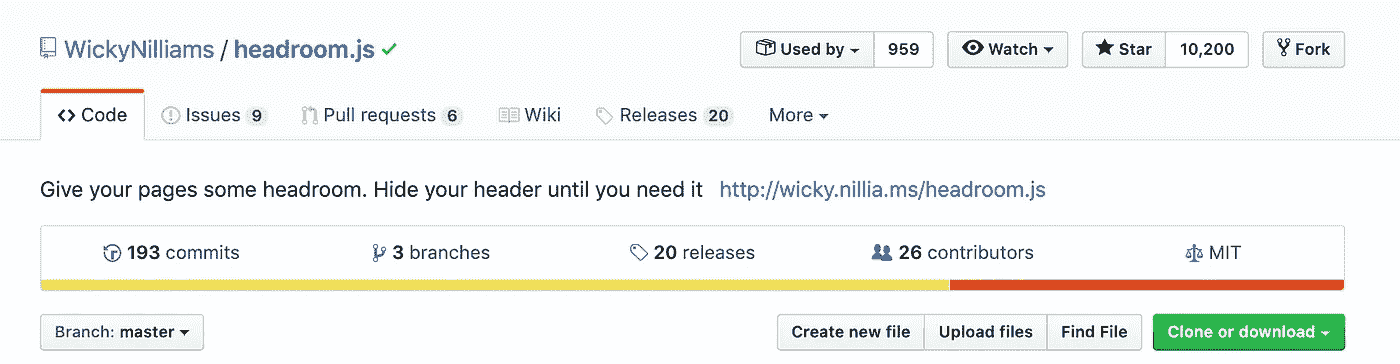 WickyNilliams / headroom.js Used by 959 Watch Star 10,200 Fork
Code Issues 9 Pull requests 6 Wiki Releases 20 More
Give your pages some headroom. Hide your header until you need it http://wicky.nillia.ms/headroom.js
193 commits 3 branches 20 releases 26 contributors MIT
Branch: master Create new file Upload files Find File Clone or download